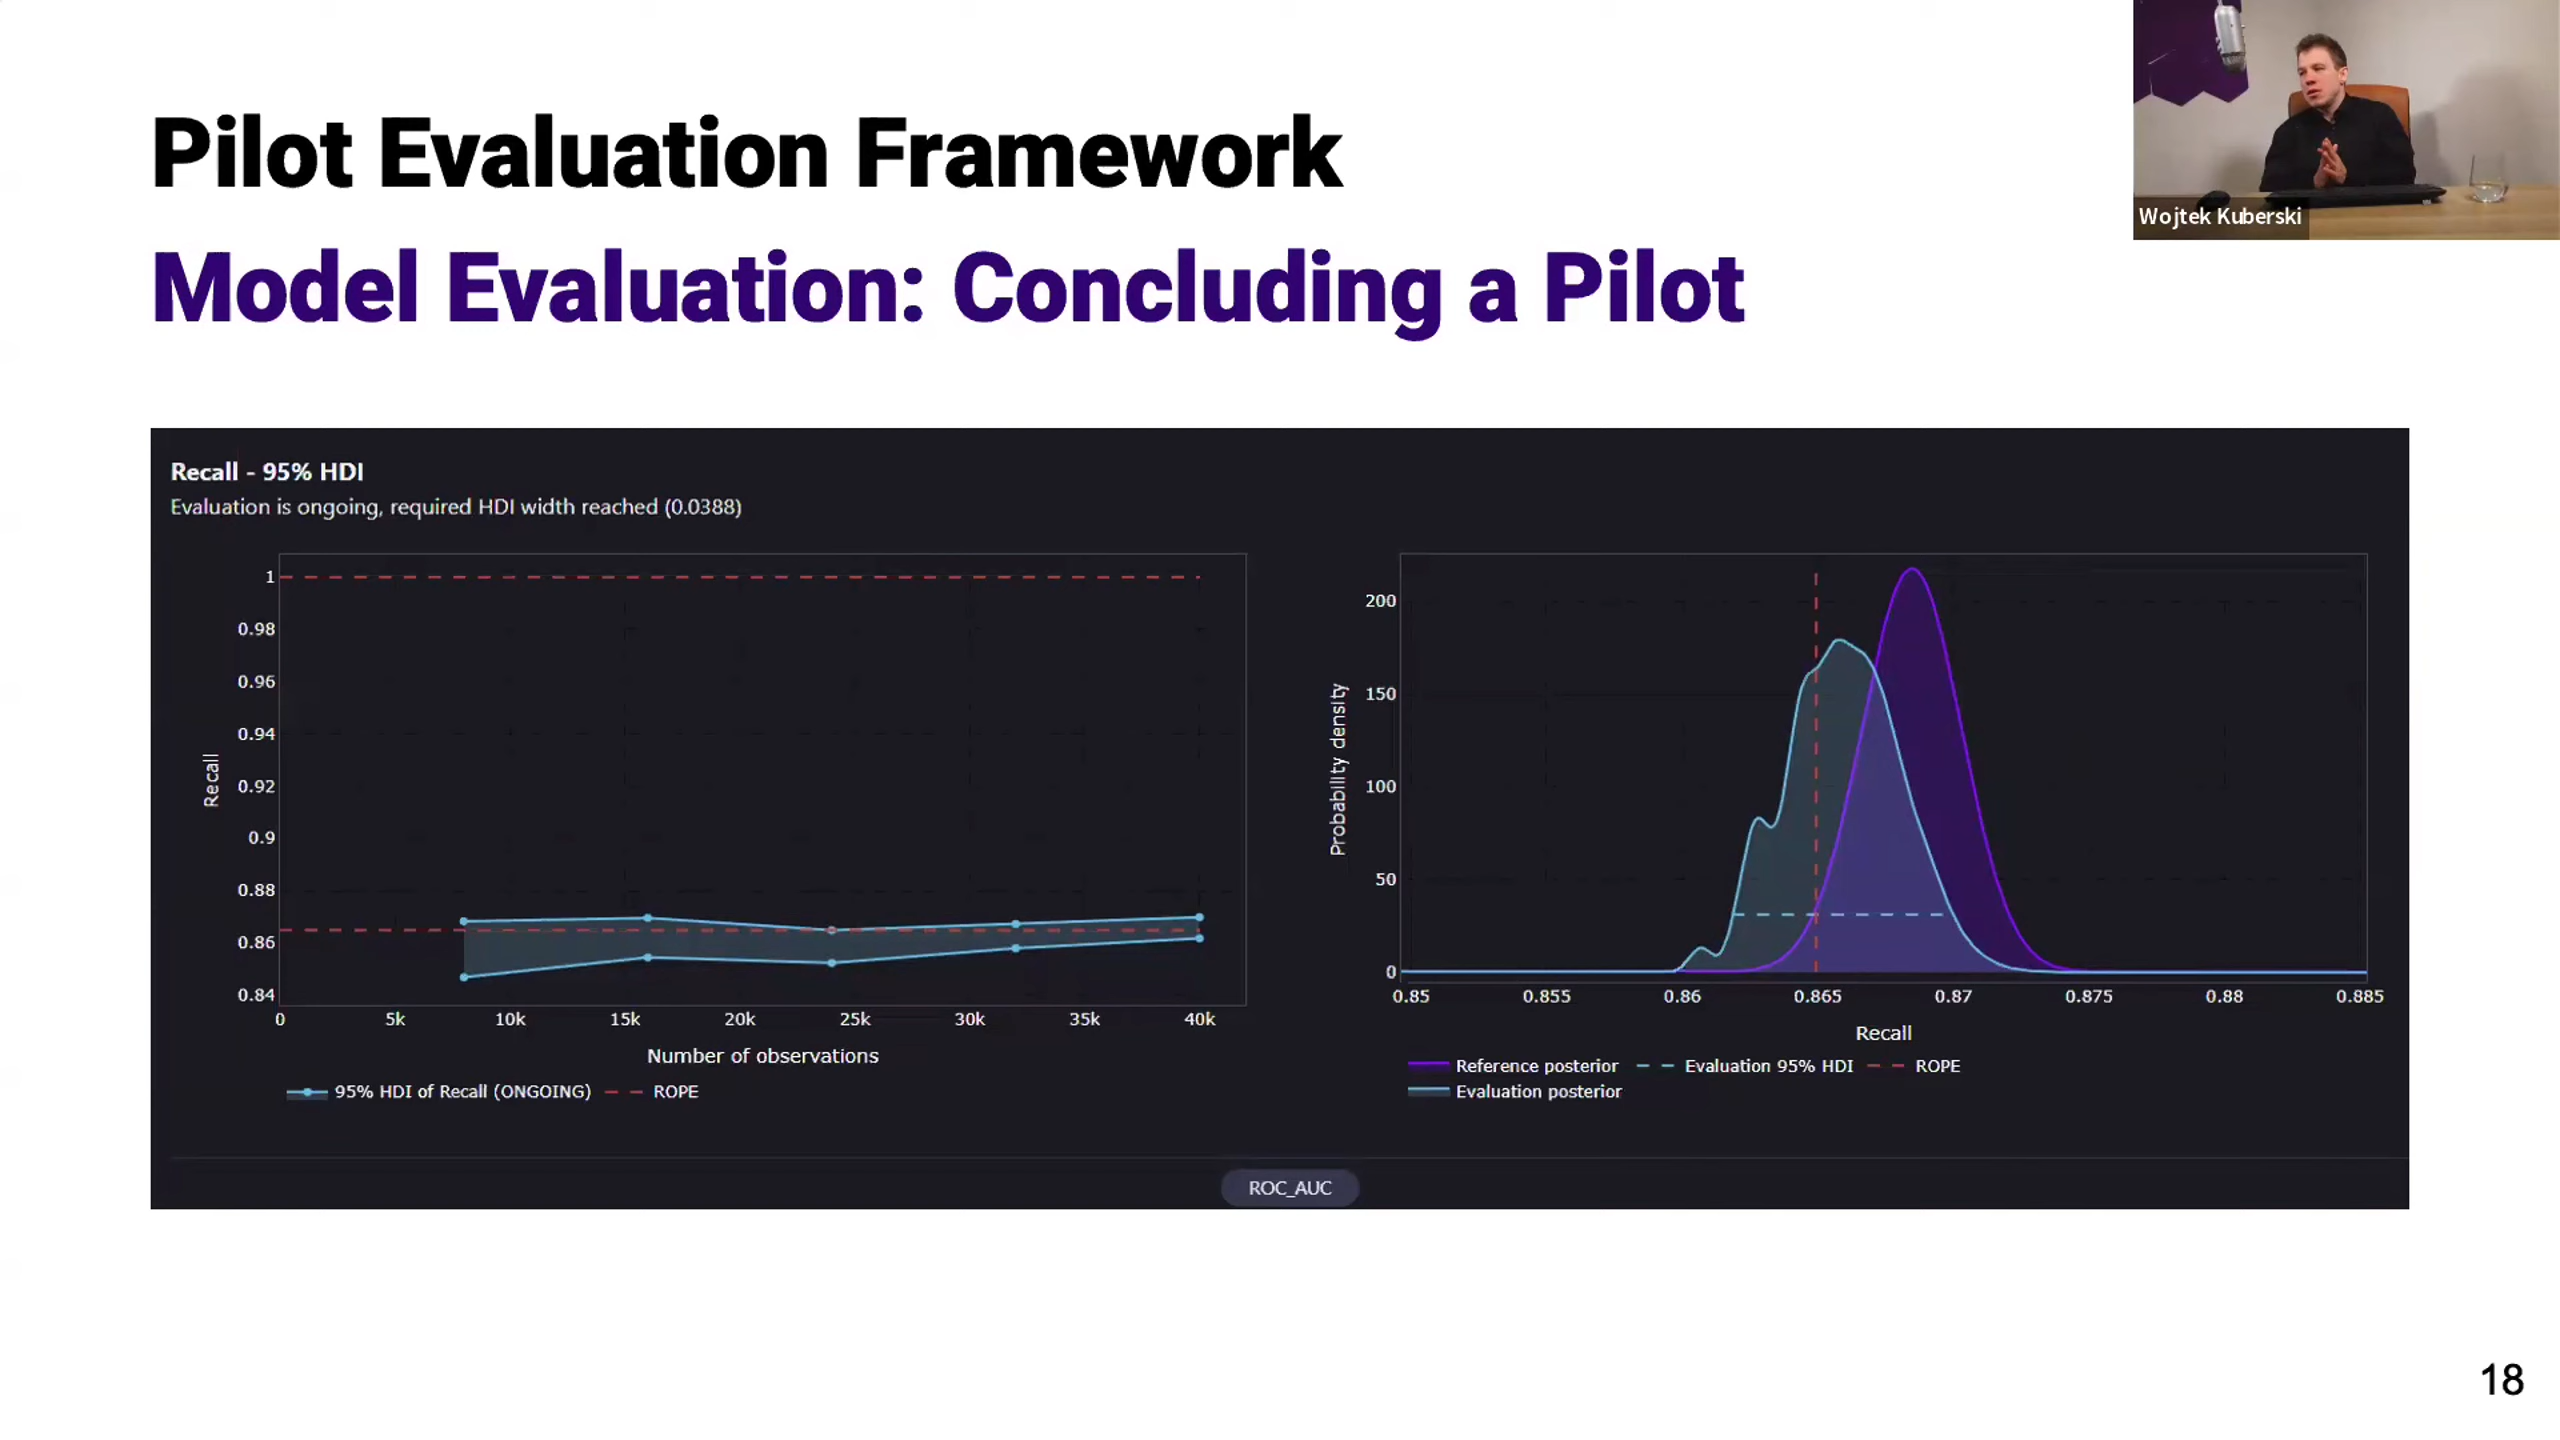 Wojtek Kuberski
Pilot Evaluation Framework
Model Evaluation: Concluding a Pilot
Recall - 95% HDI
Evaluation is ongoing, required HDI width reached (0.0388)
1
0.98
0.96
0.94
0.92
0.9
0.88
0.86
0.84
Recall
0
5k
10k
15k
20k
25k
30k
35k
40k
Number of observations
95% HDI of Recall (ONGOING)
ROPE
200
150
100
50
0
Probability density
0.85
0.855
0.86
0.865
0.87
0.875
0.88
0.885
Recall
Reference posterior
Evaluation 95% HDI
ROPE
Evaluation posterior
ROC_AUC
18